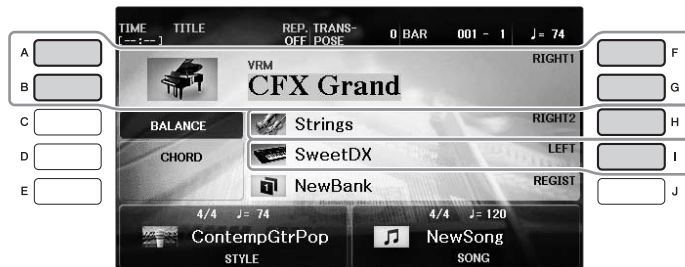 TIME TITLE REP. TRANS- 0 BAR 001 - 1 ♩= 74
[--:--] OFF POSE
A F
VRM RIGHT1
CFX Grand
B G
C BALANCE Strings RIGHT2 H
D CHORD SweetDX LEFT I
E NewBank REGIST J
4/4 ♩= 74 4/4 ♩= 120
ContempGtrPop NewSong
STYLE SONG